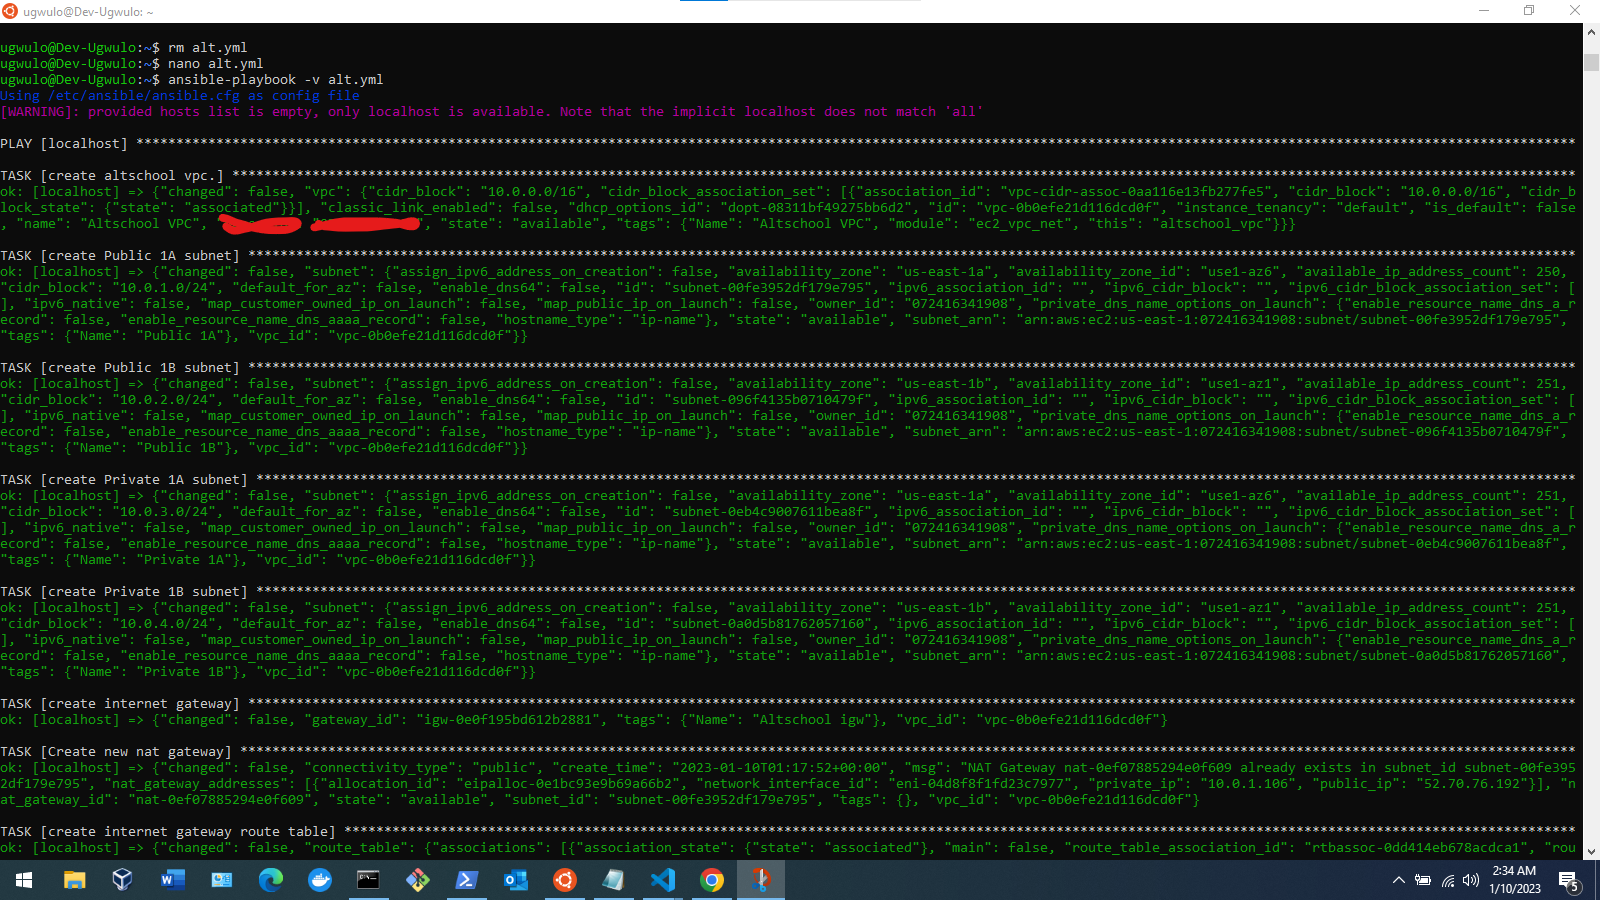 ugwulo@Dev-Ugwulo: ~
ugwulo@Dev-Ugwulo:~$ rm alt.yml
ugwulo@Dev-Ugwulo:~$ nano alt.yml
ugwulo@Dev-Ugwulo:~$ ansible-playbook -v alt.yml
Using /etc/ansible/ansible.cfg as config file
[WARNING]: provided hosts list is empty, only localhost is available. Note that the implicit localhost does not match 'all'
PLAY [localhost] ************************************************************************************************************************************************************************************
TASK [create altschool vpc.] ************************************************************************************************************************************************************************
ok: [localhost] => {"changed": false, "vpc": {"cidr_block": "10.0.0.0/16", "cidr_block_association_set": [{"association_id": "vpc-cidr-assoc-0aa116e13fb277fe5", "cidr_block": "10.0.0.0/16", "cidr_b
lock_state": {"state": "associated"}}], "classic_link_enabled": false, "dhcp_options_id": "dopt-08311bf49275bb6d2", "id": "vpc-0b0efe21d116dcd0f", "instance_tenancy": "default", "is_default": false
, "name": "Altschool VPC", "state": "available", "tags": {"Name": "Altschool VPC", "module": "ec2_vpc_net", "this": "altschool_vpc"}}}
TASK [create Public 1A subnet] **********************************************************************************************************************************************************************
ok: [localhost] => {"changed": false, "subnet": {"assign_ipv6_address_on_creation": false, "availability_zone": "us-east-1a", "availability_zone_id": "use1-az6", "available_ip_address_count": 250,
"cidr_block": "10.0.1.0/24", "default_for_az": false, "enable_dns64": false, "id": "subnet-00fe3952df179e795", "ipv6_association_id": "", "ipv6_cidr_block": "", "ipv6_cidr_block_association_set": [
], "ipv6_native": false, "map_customer_owned_ip_on_launch": false, "map_public_ip_on_launch": false, "owner_id": "072416341908", "private_dns_name_options_on_launch": {"enable_resource_name_dns_a_r
ecord": false, "enable_resource_name_dns_aaaa_record": false, "hostname_type": "ip-name"}, "state": "available", "subnet_arn": "arn:aws:ec2:us-east-1:072416341908:subnet/subnet-00fe3952df179e795",
"tags": {"Name": "Public 1A"}, "vpc_id": "vpc-0b0efe21d116dcd0f"}}
TASK [create Public 1B subnet] **********************************************************************************************************************************************************************
ok: [localhost] => {"changed": false, "subnet": {"assign_ipv6_address_on_creation": false, "availability_zone": "us-east-1b", "availability_zone_id": "use1-az1", "available_ip_address_count": 251,
"cidr_block": "10.0.2.0/24", "default_for_az": false, "enable_dns64": false, "id": "subnet-096f4135b0710479f", "ipv6_association_id": "", "ipv6_cidr_block": "", "ipv6_cidr_block_association_set": [
], "ipv6_native": false, "map_customer_owned_ip_on_launch": false, "map_public_ip_on_launch": false, "owner_id": "072416341908", "private_dns_name_options_on_launch": {"enable_resource_name_dns_a_r
ecord": false, "enable_resource_name_dns_aaaa_record": false, "hostname_type": "ip-name"}, "state": "available", "subnet_arn": "arn:aws:ec2:us-east-1:072416341908:subnet/subnet-096f4135b0710479f",
"tags": {"Name": "Public 1B"}, "vpc_id": "vpc-0b0efe21d116dcd0f"}}
TASK [create Private 1A subnet] *********************************************************************************************************************************************************************
ok: [localhost] => {"changed": false, "subnet": {"assign_ipv6_address_on_creation": false, "availability_zone": "us-east-1a", "availability_zone_id": "use1-az6", "available_ip_address_count": 251,
"cidr_block": "10.0.3.0/24", "default_for_az": false, "enable_dns64": false, "id": "subnet-0eb4c9007611bea8f", "ipv6_association_id": "", "ipv6_cidr_block": "", "ipv6_cidr_block_association_set": [
], "ipv6_native": false, "map_customer_owned_ip_on_launch": false, "map_public_ip_on_launch": false, "owner_id": "072416341908", "private_dns_name_options_on_launch": {"enable_resource_name_dns_a_r
ecord": false, "enable_resource_name_dns_aaaa_record": false, "hostname_type": "ip-name"}, "state": "available", "subnet_arn": "arn:aws:ec2:us-east-1:072416341908:subnet/subnet-0eb4c9007611bea8f",
"tags": {"Name": "Private 1A"}, "vpc_id": "vpc-0b0efe21d116dcd0f"}}
TASK [create Private 1B subnet] *********************************************************************************************************************************************************************
ok: [localhost] => {"changed": false, "subnet": {"assign_ipv6_address_on_creation": false, "availability_zone": "us-east-1b", "availability_zone_id": "use1-az1", "available_ip_address_count": 251,
"cidr_block": "10.0.4.0/24", "default_for_az": false, "enable_dns64": false, "id": "subnet-0a0d5b81762057160", "ipv6_association_id": "", "ipv6_cidr_block": "", "ipv6_cidr_block_association_set": [
], "ipv6_native": false, "map_customer_owned_ip_on_launch": false, "map_public_ip_on_launch": false, "owner_id": "072416341908", "private_dns_name_options_on_launch": {"enable_resource_name_dns_a_r
ecord": false, "enable_resource_name_dns_aaaa_record": false, "hostname_type": "ip-name"}, "state": "available", "subnet_arn": "arn:aws:ec2:us-east-1:072416341908:subnet/subnet-0a0d5b81762057160",
"tags": {"Name": "Private 1B"}, "vpc_id": "vpc-0b0efe21d116dcd0f"}}
TASK [create internet gateway] **********************************************************************************************************************************************************************
ok: [localhost] => {"changed": false, "gateway_id": "igw-0e0f195bd612b2881", "tags": {"Name": "Altschool igw"}, "vpc_id": "vpc-0b0efe21d116dcd0f"}
TASK [Create new nat gateway] ***********************************************************************************************************************************************************************
ok: [localhost] => {"changed": false, "connectivity_type": "public", "create_time": "2023-01-10T01:17:52+00:00", "msg": "NAT Gateway nat-0ef07885294e0f609 already exists in subnet_id subnet-00fe395
2df179e795", "nat_gateway_addresses": [{"allocation_id": "eipalloc-0e1bc93e9b69a66b2", "network_interface_id": "eni-04d8f8f1fd23c7977", "private_ip": "10.0.1.106", "public_ip": "52.70.76.192"}], "n
at_gateway_id": "nat-0ef07885294e0f609", "state": "available", "subnet_id": "subnet-00fe3952df179e795", "tags": {}, "vpc_id": "vpc-0b0efe21d116dcd0f"}
TASK [create internet gateway route table] **********************************************************************************************************************************************************
ok: [localhost] => {"changed": false, "route_table": {"associations": [{"association_state": {"state": "associated"}, "main": false, "route_table_association_id": "rtbassoc-0dd414eb678acdca1", "rou
2:34 AM
1/10/2023
5